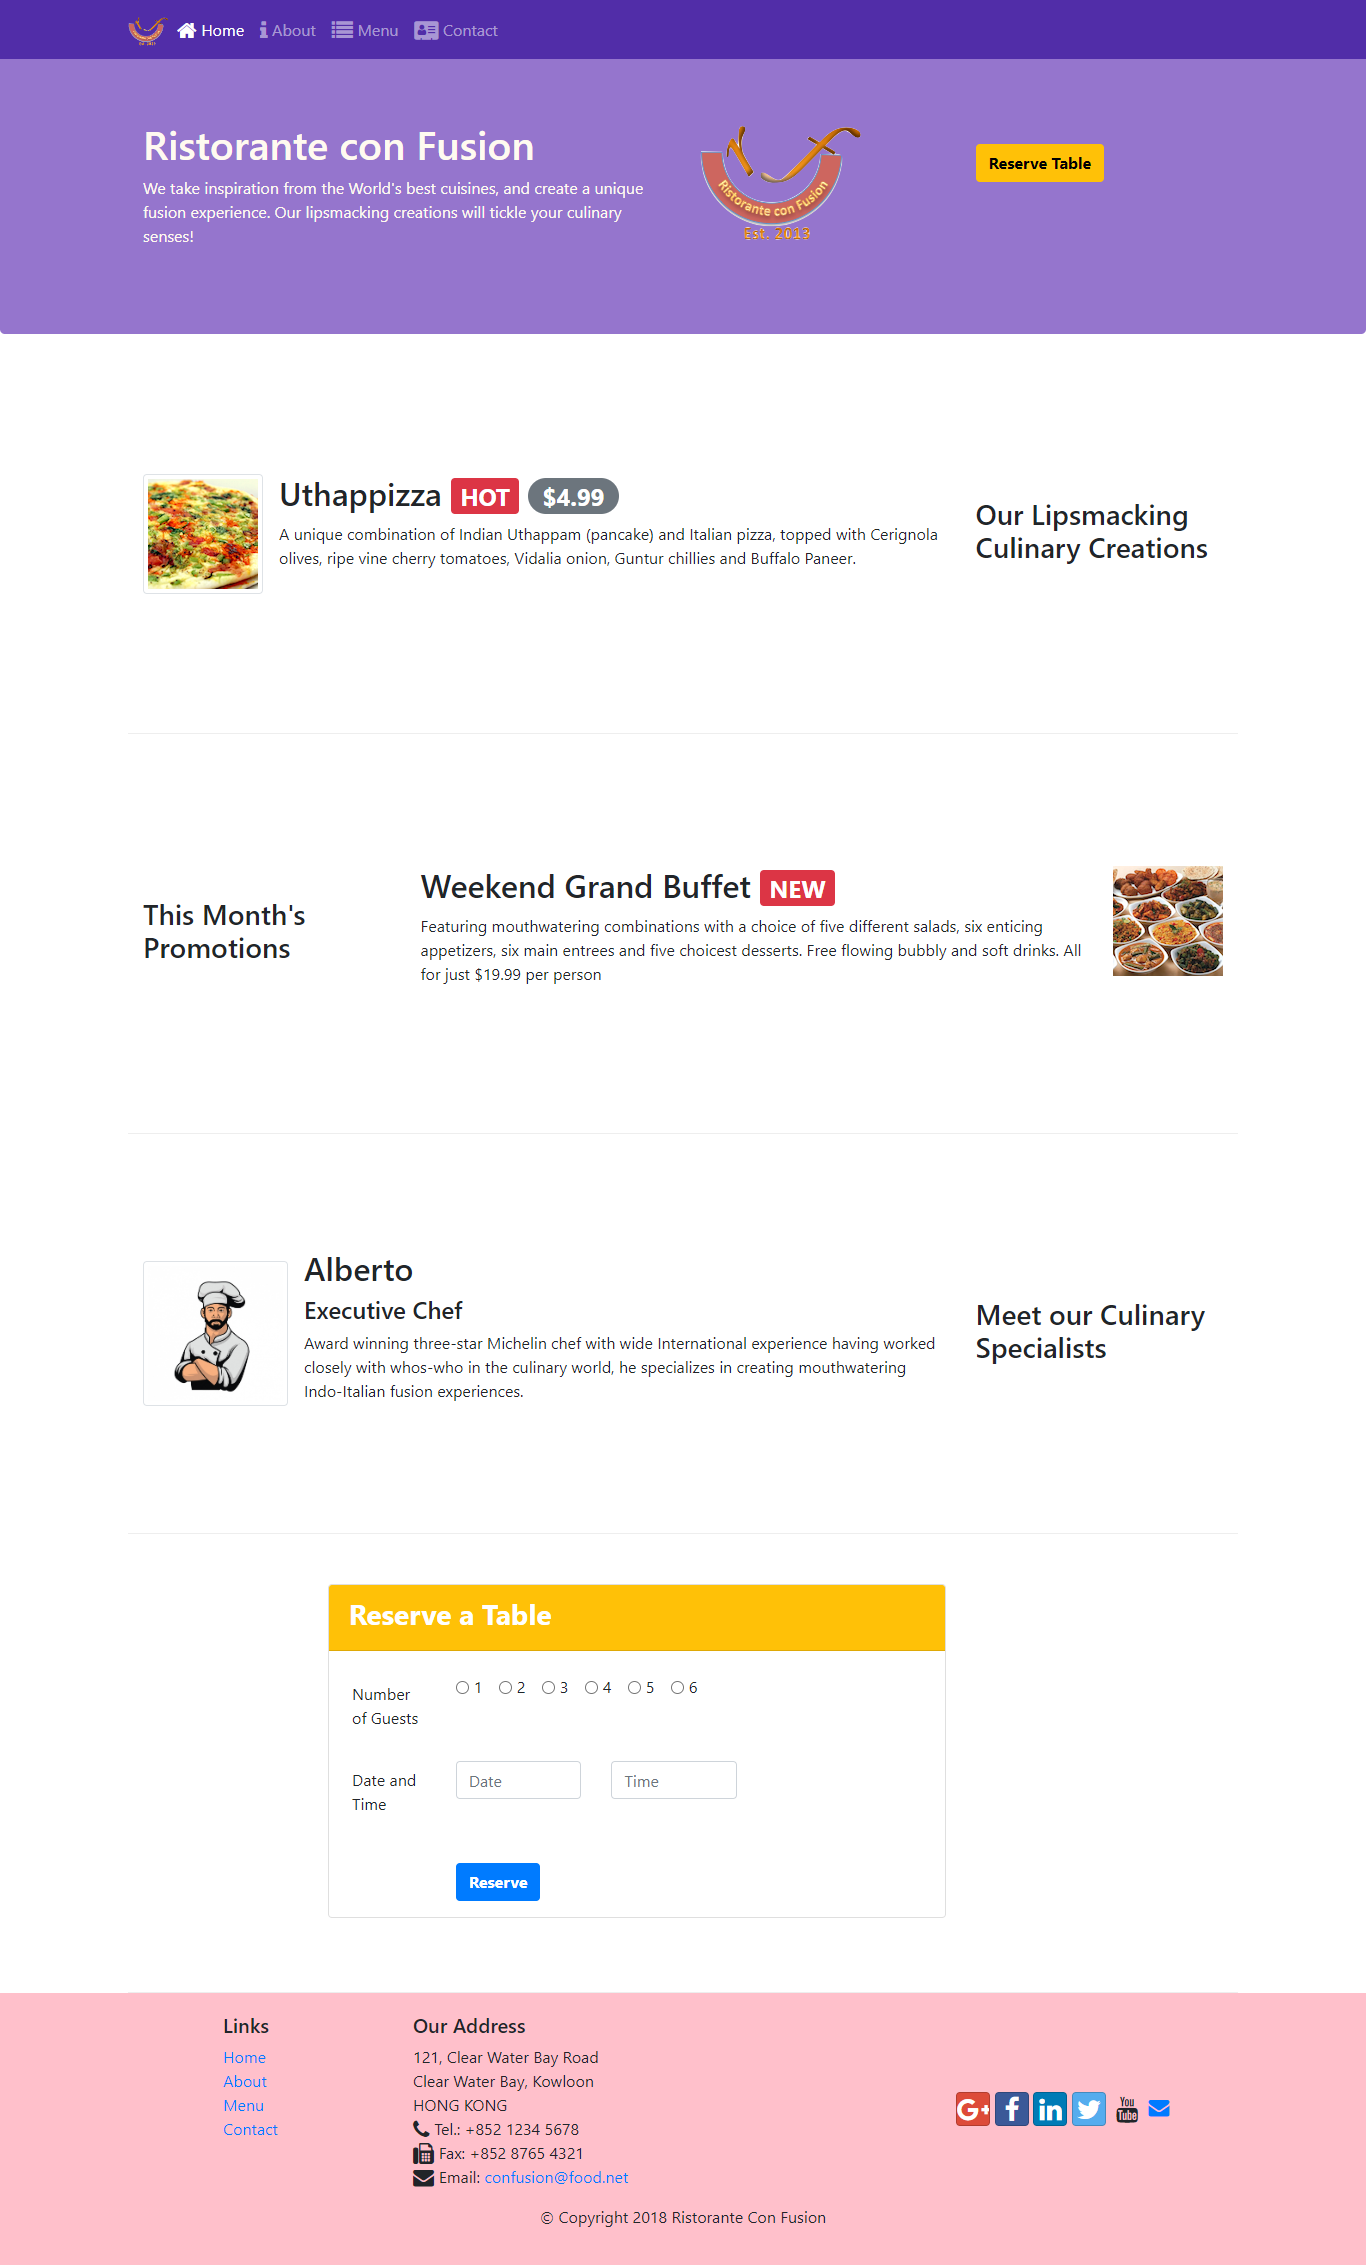 Home About Menu Contact
Ristorante con Fusion
We take inspiration from the World's best cuisines, and create a unique
fusion experience. Our lipsmacking creations will tickle your culinary
senses!
Ristorante con Fusion
Est. 2013
Reserve Table
Uthappizza HOT $4.99
A unique combination of Indian Uthappam (pancake) and Italian pizza, topped with Cerignola
olives, ripe vine cherry tomatoes, Vidalia onion, Guntur chillies and Buffalo Paneer.
Our Lipsmacking
Culinary Creations
This Month's
Promotions
Weekend Grand Buffet NEW
Featuring mouthwatering combinations with a choice of five different salads, six enticing
appetizers, six main entrees and five choicest desserts. Free flowing bubbly and soft drinks. All
for just $19.99 per person
Alberto
Executive Chef
Award winning three-star Michelin chef with wide International experience having worked
closely with whos-who in the culinary world, he specializes in creating mouthwatering
Indo-Italian fusion experiences.
Meet our Culinary
Specialists
Reserve a Table
Number
of Guests
1 2 3 4 5 6
Date and
Time
Date Time
Reserve
Links
Home
About
Menu
Contact
Our Address
121, Clear Water Bay Road
Clear Water Bay, Kowloon
HONG KONG
Tel.: +852 1234 5678
Fax: +852 8765 4321
Email: confusion@food.net
G+ f in You Tube
© Copyright 2018 Ristorante Con Fusion